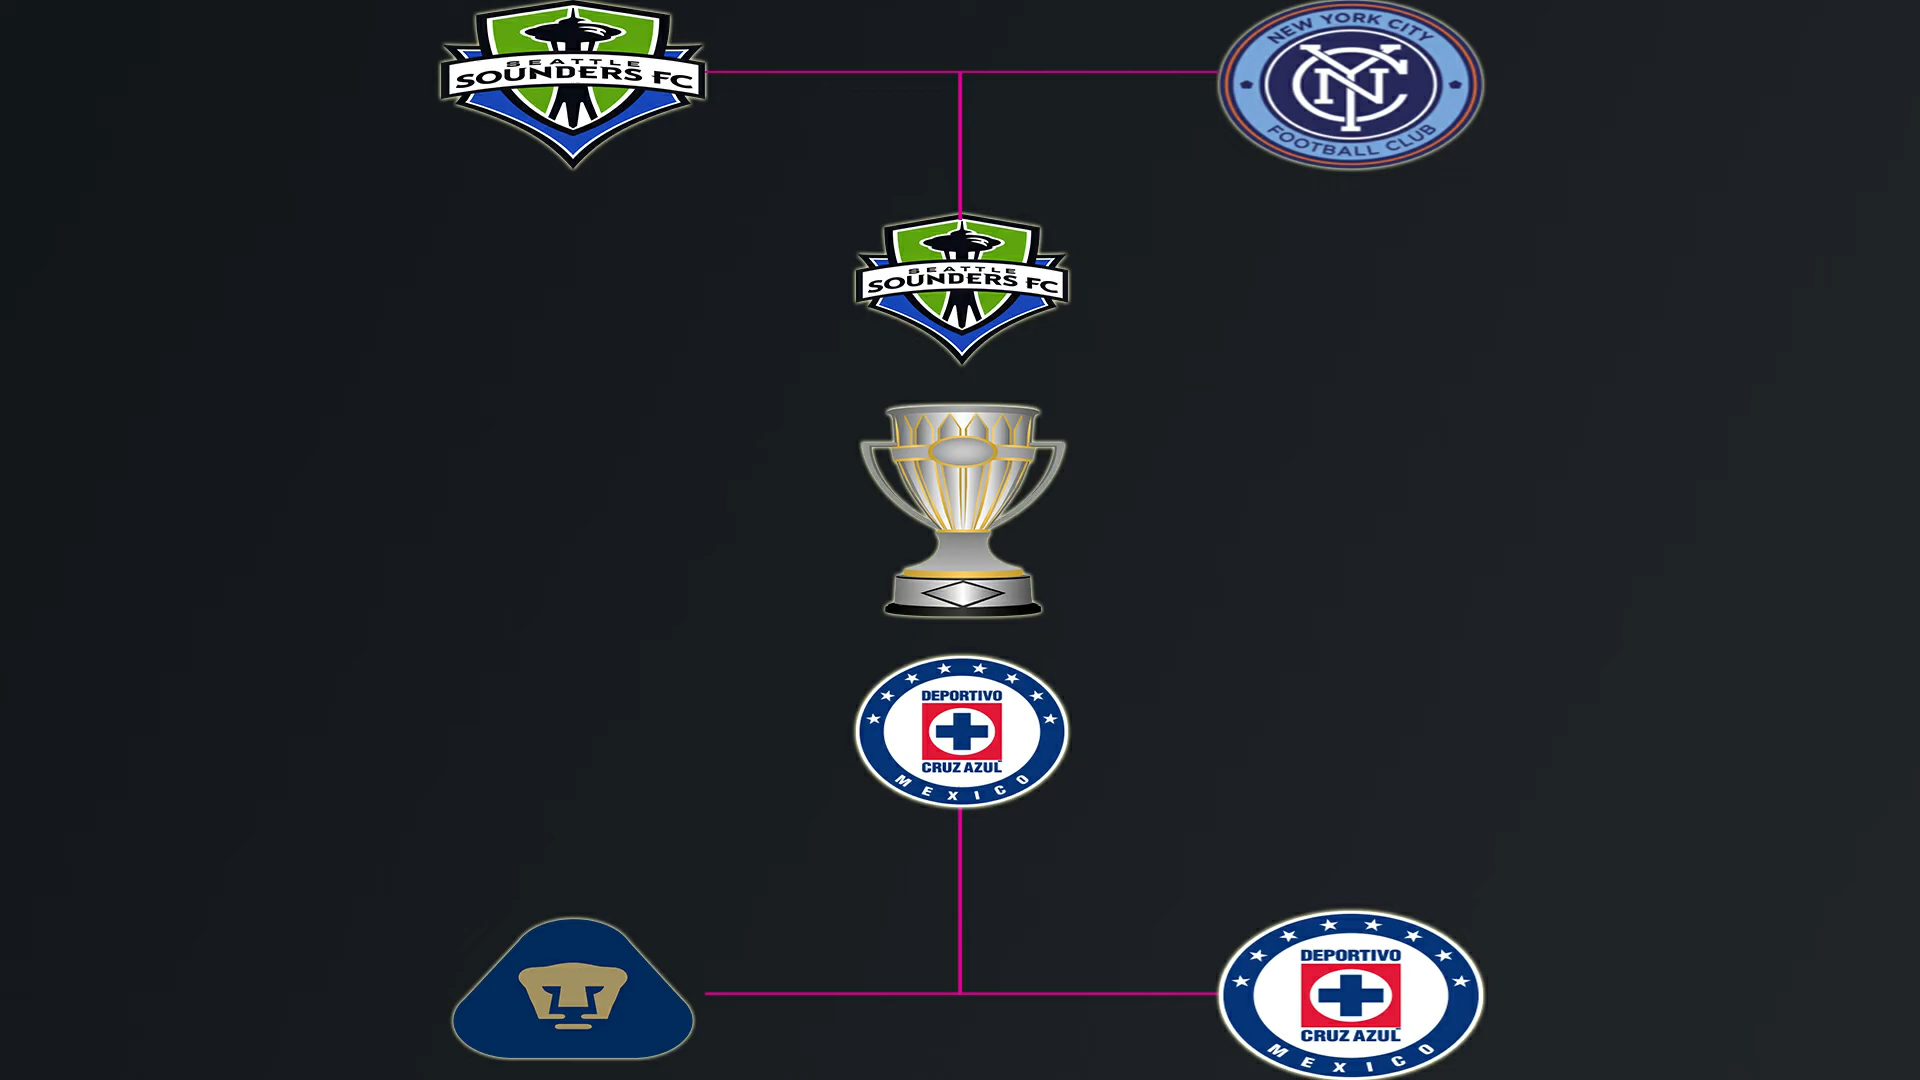 SEATTLE
SOUNDERS FC
NEW YORK CITY
NYC
FOOTBALL CLUB
SEATTLE
SOUNDERS FC
DEPORTIVO
CRUZ AZUL
MEXICO
DEPORTIVO
CRUZ AZUL
MEXICO